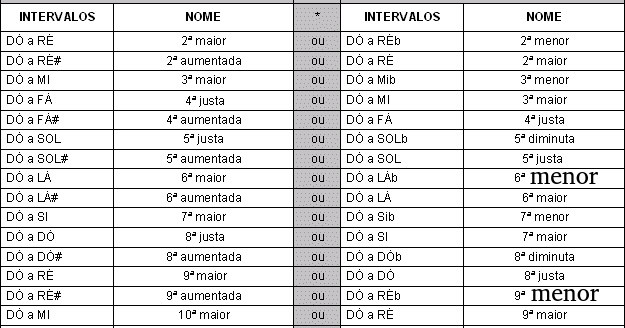 INTERVALOS NOME * INTERVALOS NOME
DÓ a RÉ 2ª maior ou DÓ a RÉb 2ª menor
DÓ a RÉ# 2ª aumentada ou DÓ a RÉ 2ª maior
DÓ a MI 3ª maior ou DÓ a Mib 3ª menor
DÓ a FÁ 4ª justa ou DÓ a MI 3ª maior
DÓ a FÁ# 4ª aumentada ou DÓ a FÁ 4ª justa
DÓ a SOL 5ª justa ou DÓ a SOLb 5ª diminuta
DÓ a SOL# 5ª aumentada ou DÓ a SOL 5ª justa
DÓ a LÁ 6ª maior ou DÓ a LÁb 6ª menor
DÓ a LÁ# 6ª aumentada ou DÓ a LÁ 6ª maior
DÓ a SI 7ª maior ou DÓ a Sib 7ª menor
DÓ a DÓ 8ª justa ou DÓ a SI 7ª maior
DÓ a DÓ# 8ª aumentada ou DÓ a DÓb 8ª diminuta
DÓ a RÉ 9ª maior ou DÓ a DÓ 8ª justa
DÓ a RÉ# 9ª aumentada ou DÓ a RÉb 9ª menor
DÓ a MI 10ª maior ou DÓ a RÉ 9ª maior